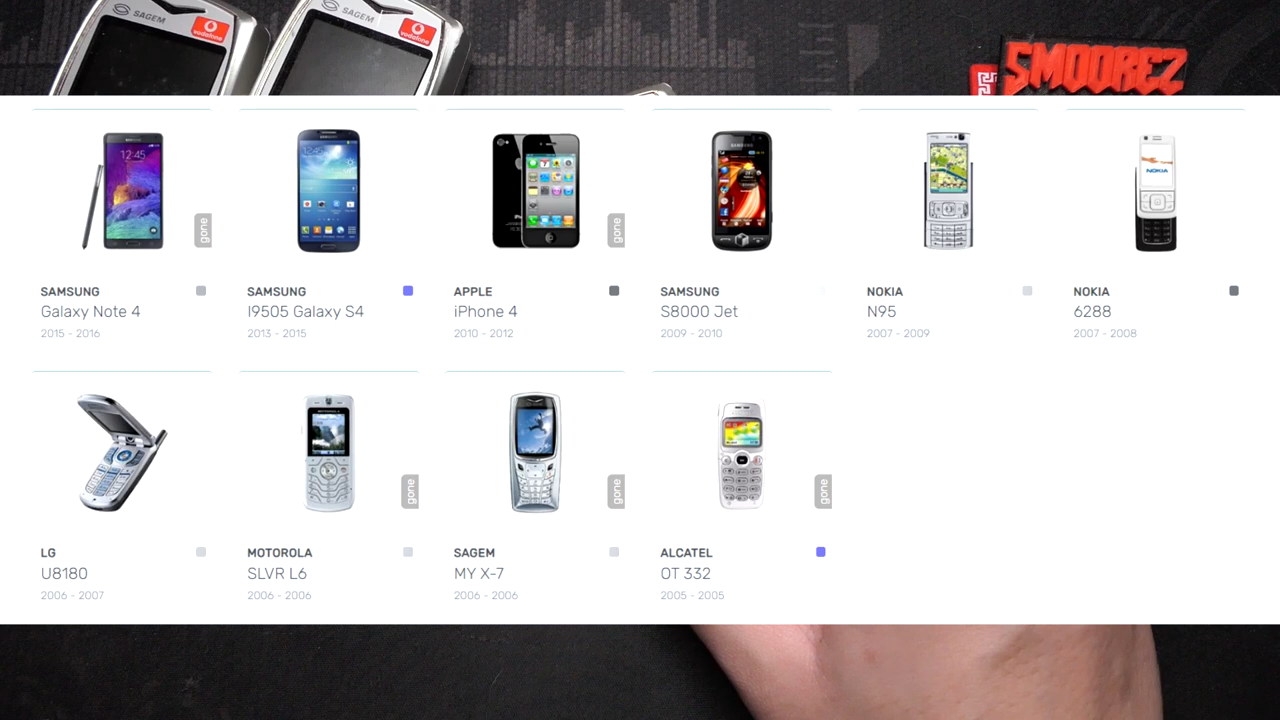 SAGEM
vodafone
SAGEM
vodafone
SMOOREZ
gone
gone
SAMSUNG
Galaxy Note 4
2015 - 2016
SAMSUNG
I9505 Galaxy S4
2013 - 2015
APPLE
iPhone 4
2010 - 2012
SAMSUNG
S8000 Jet
2009 - 2010
NOKIA
N95
2007 - 2009
NOKIA
NOKIA
6288
2007 - 2008
gone
gone
gone
LG
U8180
2006 - 2007
MOTOROLA
SLVR L6
2006 - 2006
SAGEM
MY X-7
2006 - 2006
ALCATEL
OT 332
2005 - 2005